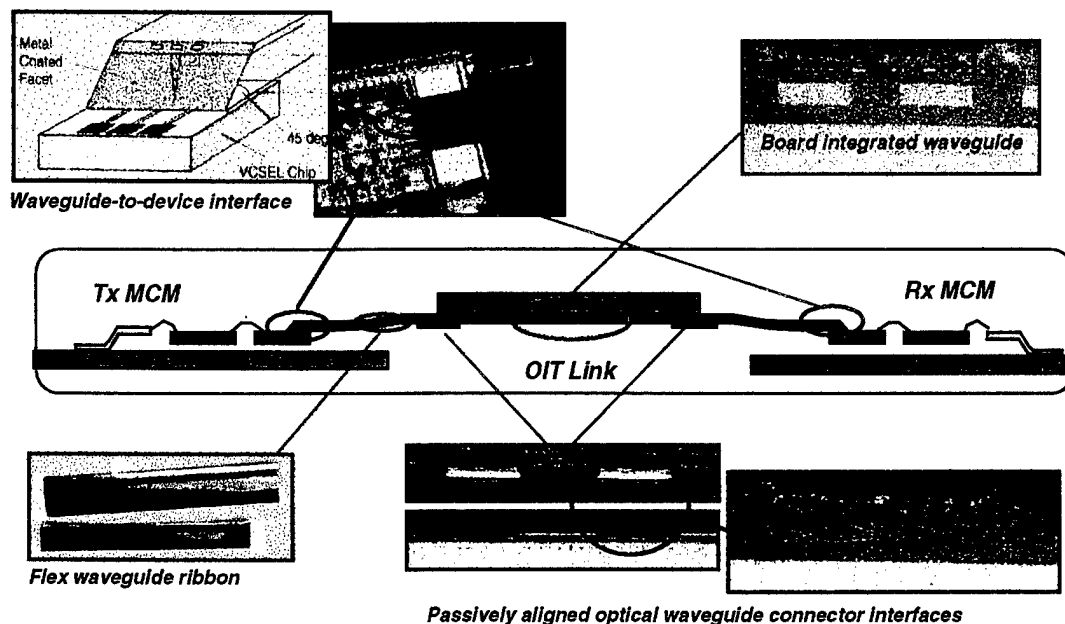 Metal
Coated
Facet
45 deg
VCSEL Chip
Waveguide-to-device interface
Board integrated waveguide
Tx MCM
Rx MCM
OIT Link
Flex waveguide ribbon
Passively aligned optical waveguide connector interfaces